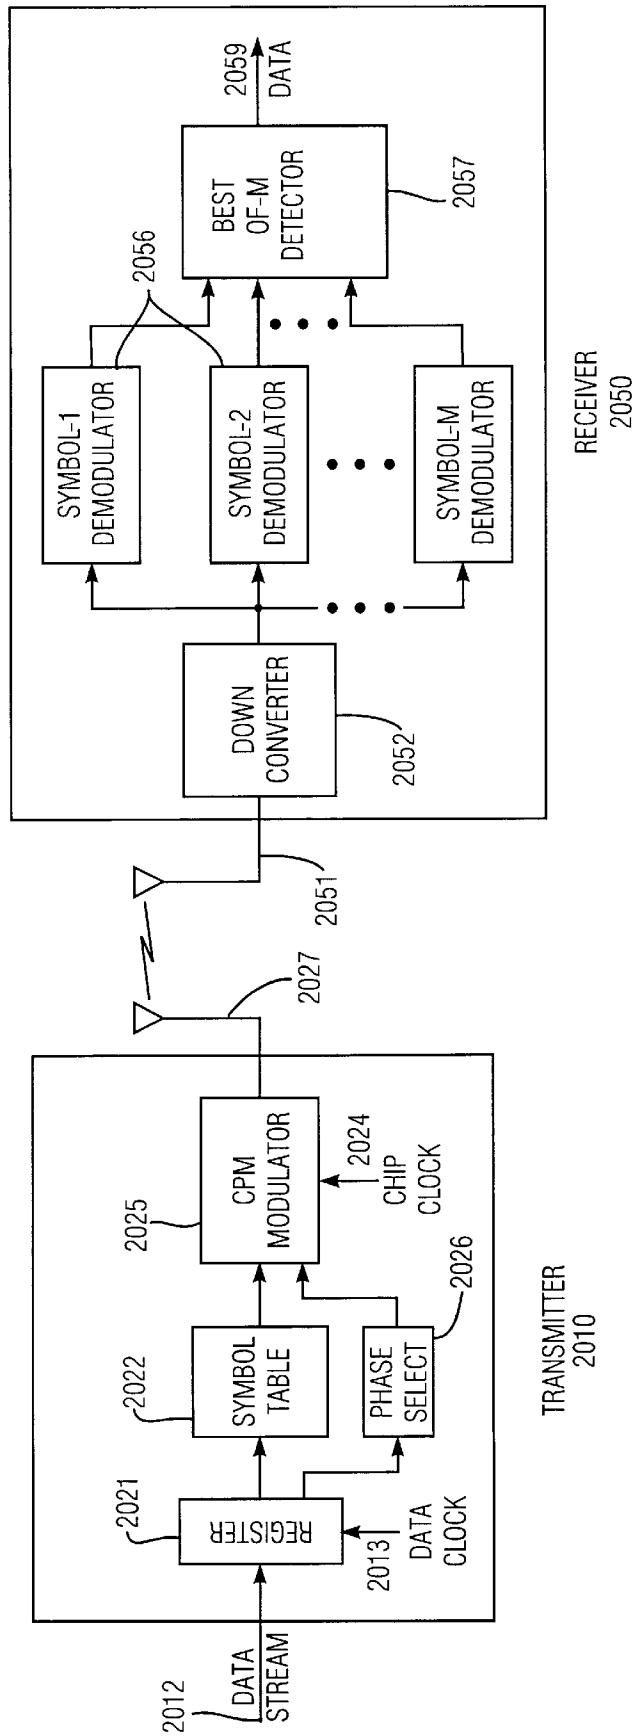 2012
DATA
STREAM
2021
REGISTER
2013
DATA
CLOCK
2022
SYMBOL
TABLE
PHASE
SELECT
2026
2025
CPM
MODULATOR
2024
CHIP
CLOCK
TRANSMITTER
2010
2027
2051
DOWN
CONVERTER
2052
SYMBOL-1
DEMODULATOR
SYMBOL-2
DEMODULATOR
SYMBOL-M
DEMODULATOR
2056
BEST
OF-M
DETECTOR
2057
2059
DATA
RECEIVER
2050